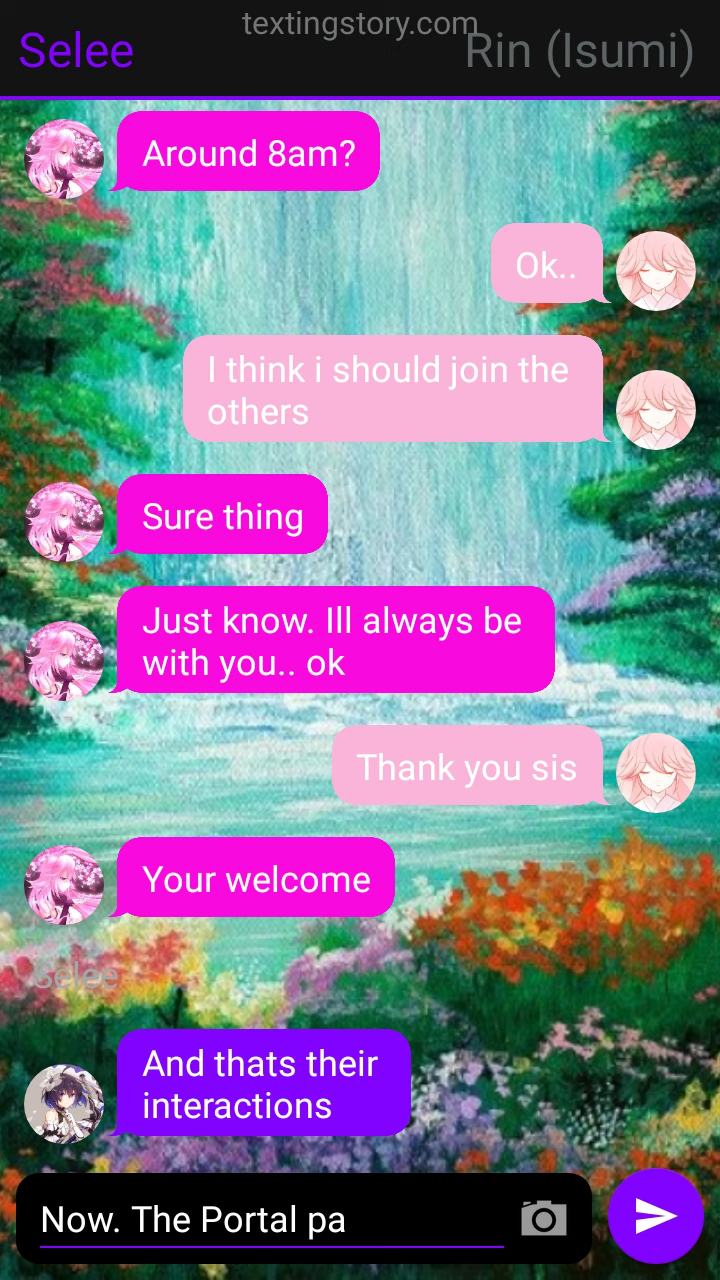 textingstory.com
Selee
Rin (Isumi)
Around 8am?
Ok..
I think i should join the
others
Sure thing
Just know. Ill always be
with you.. ok
Thank you sis
Your welcome
Selee
And thats their
interactions
Now. The Portal pa